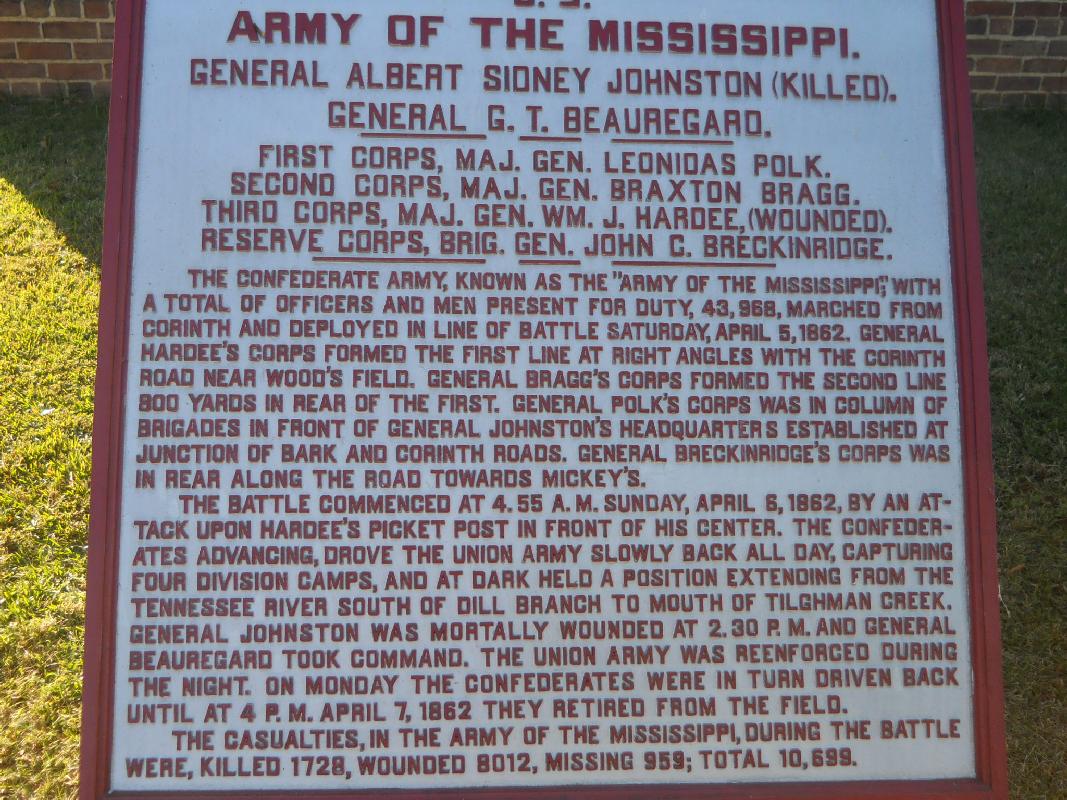 ARMY OF THE MISSISSIPPI.
GENERAL ALBERT SIDNEY JOHNSTON (KILLED).
GENERAL G. T. BEAUREGARD.
FIRST CORPS, MAJ. GEN. LEONIDAS POLK.
SECOND CORPS, MAJ. GEN. BRAXTON BRAGG.
THIRD CORPS, MAJ. GEN. WM. J. HARDEE, (WOUNDED).
RESERVE CORPS, BRIG. GEN. JOHN C. BRECKINRIDGE.
THE CONFEDERATE ARMY, KNOWN AS THE "ARMY OF THE MISSISSIPPI," WITH
A TOTAL OF OFFICERS AND MEN PRESENT FOR DUTY, 43,968, MARCHED FROM
CORINTH AND DEPLOYED IN LINE OF BATTLE SATURDAY, APRIL 5, 1862. GENERAL
HARDEE'S CORPS FORMED THE FIRST LINE AT RIGHT ANGLES WITH THE CORINTH
ROAD NEAR WOOD'S FIELD. GENERAL BRAGG'S CORPS FORMED THE SECOND LINE
800 YARDS IN REAR OF THE FIRST. GENERAL POLK'S CORPS WAS IN COLUMN OF
BRIGADES IN FRONT OF GENERAL JOHNSTON'S HEADQUARTERS ESTABLISHED AT
JUNCTION OF BARK AND CORINTH ROADS. GENERAL BRECKINRIDGE'S CORPS WAS
IN REAR ALONG THE ROAD TOWARDS MICKEY'S.
THE BATTLE COMMENCED AT 4.55 A.M. SUNDAY, APRIL 6, 1862, BY AN AT-
TACK UPON HARDEE'S PICKET POST IN FRONT OF HIS CENTER. THE CONFEDER-
ATES ADVANCING, DROVE THE UNION ARMY SLOWLY BACK ALL DAY, CAPTURING
FOUR DIVISION CAMPS, AND AT DARK HELD A POSITION EXTENDING FROM THE
TENNESSEE RIVER SOUTH OF DILL BRANCH TO MOUTH OF TILGHMAN CREEK.
GENERAL JOHNSTON WAS MORTALLY WOUNDED AT 2.30 P.M. AND GENERAL
BEAUREGARD TOOK COMMAND. THE UNION ARMY WAS REENFORCED DURING
THE NIGHT. ON MONDAY THE CONFEDERATES WERE IN TURN DRIVEN BACK
UNTIL AT 4 P.M. APRIL 7, 1862 THEY RETIRED FROM THE FIELD.
THE CASUALTIES, IN THE ARMY OF THE MISSISSIPPI, DURING THE BATTLE
WERE, KILLED 1728, WOUNDED 8012, MISSING 959; TOTAL 10,699.